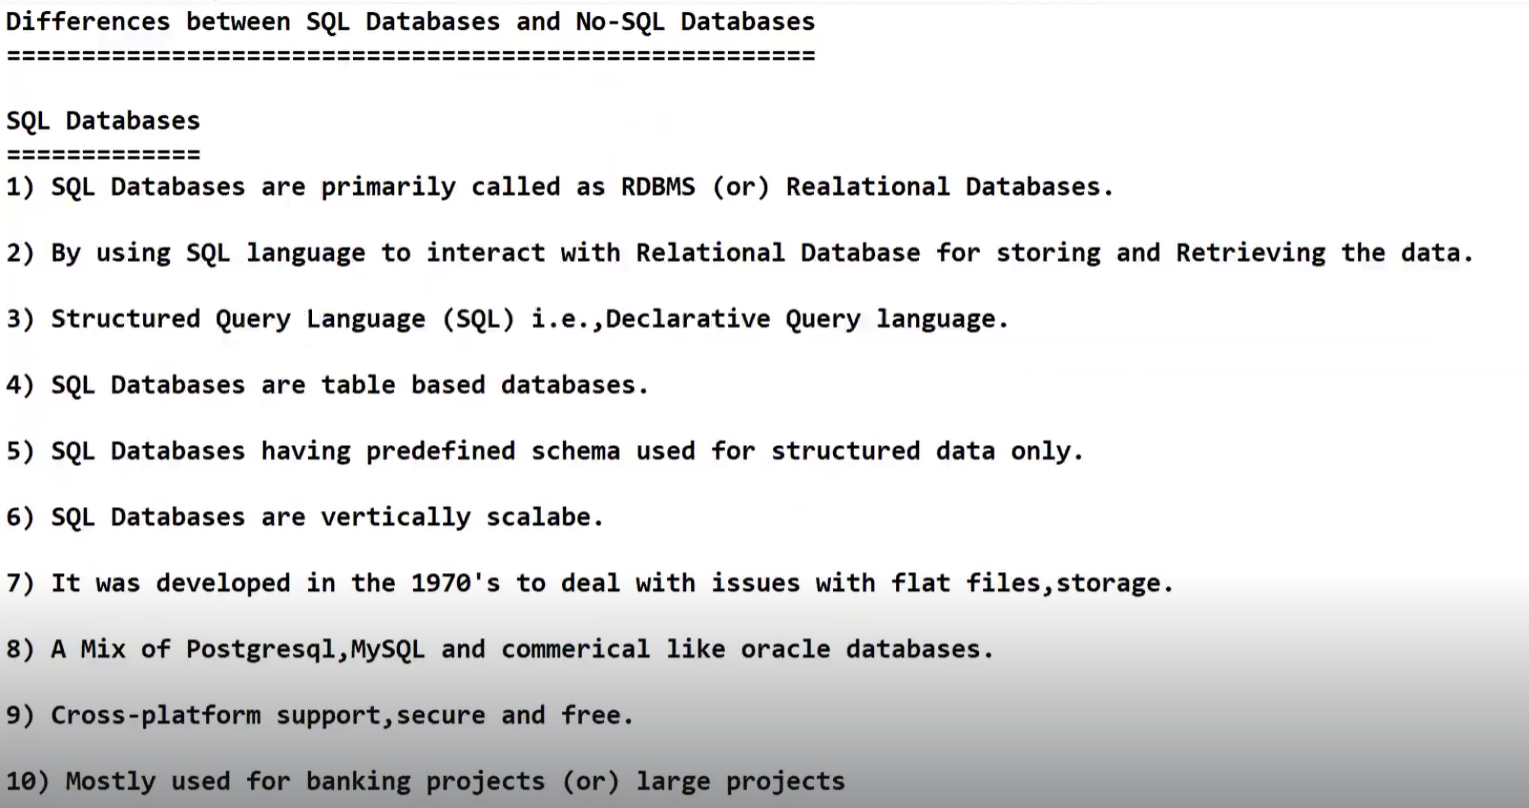 Differences between SQL Databases and No-SQL Databases
======================================================
SQL Databases
=============
1) SQL Databases are primarily called as RDBMS (or) Realational Databases.
2) By using SQL language to interact with Relational Database for storing and Retrieving the data.
3) Structured Query Language (SQL) i.e.,Declarative Query language.
4) SQL Databases are table based databases.
5) SQL Databases having predefined schema used for structured data only.
6) SQL Databases are vertically scalabe.
7) It was developed in the 1970's to deal with issues with flat files,storage.
8) A Mix of Postgresql,MySQL and commerical like oracle databases.
9) Cross-platform support,secure and free.
10) Mostly used for banking projects (or) large projects